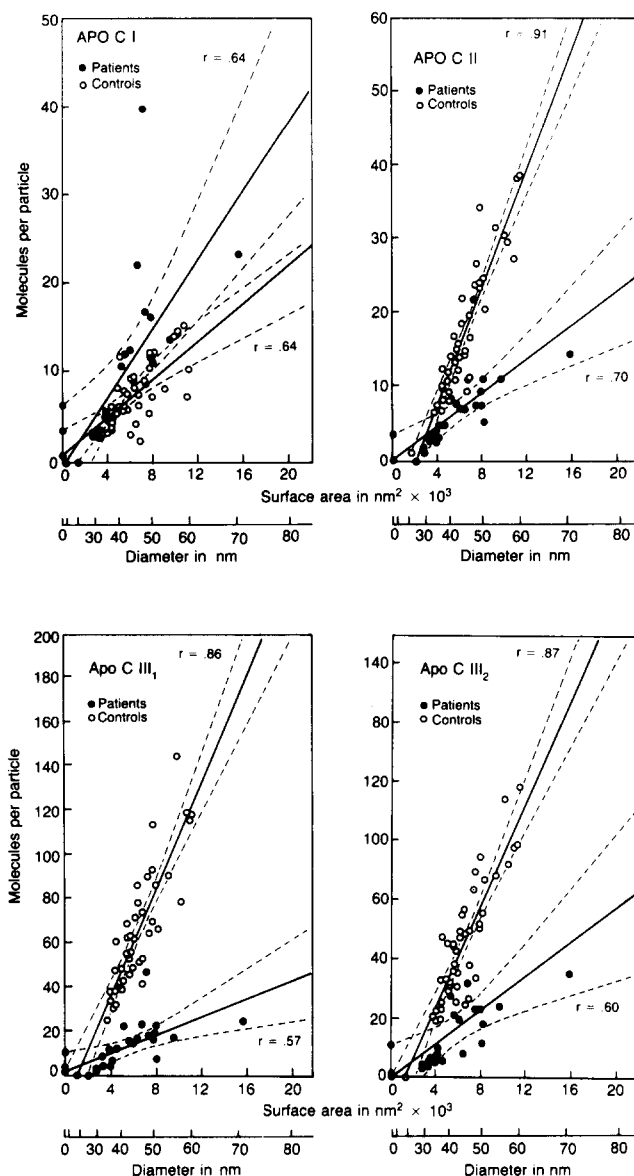 APO C I
Patients
Controls
r = .64
r = .64
50
40
30
20
10
0
Molecules per particle
0 4 8 12 16 20
APO C II
Patients
Controls
r = .91
r = .70
60
50
40
30
20
10
0
0 4 8 12 16 20
Surface area in nm² × 10³
0 30 40 50 60 70 80
Diameter in nm
0 20 30 40 50 60 70 80
Diameter in nm
Apo C III₁
Patients
Controls
r = .86
r = .57
200
180
160
140
120
100
80
60
40
20
0
Molecules per particle
0 4 8 12 16 20
Apo C III₂
Patients
Controls
r = .87
r = .60
140
80
120
100
60
40
20
0
0 4 8 12 16 20
Surface area in nm² × 10³
0 20 30 40 50 60 70 80
Diameter in nm
0 20 30 40 50 60 70 80
Diameter in nm